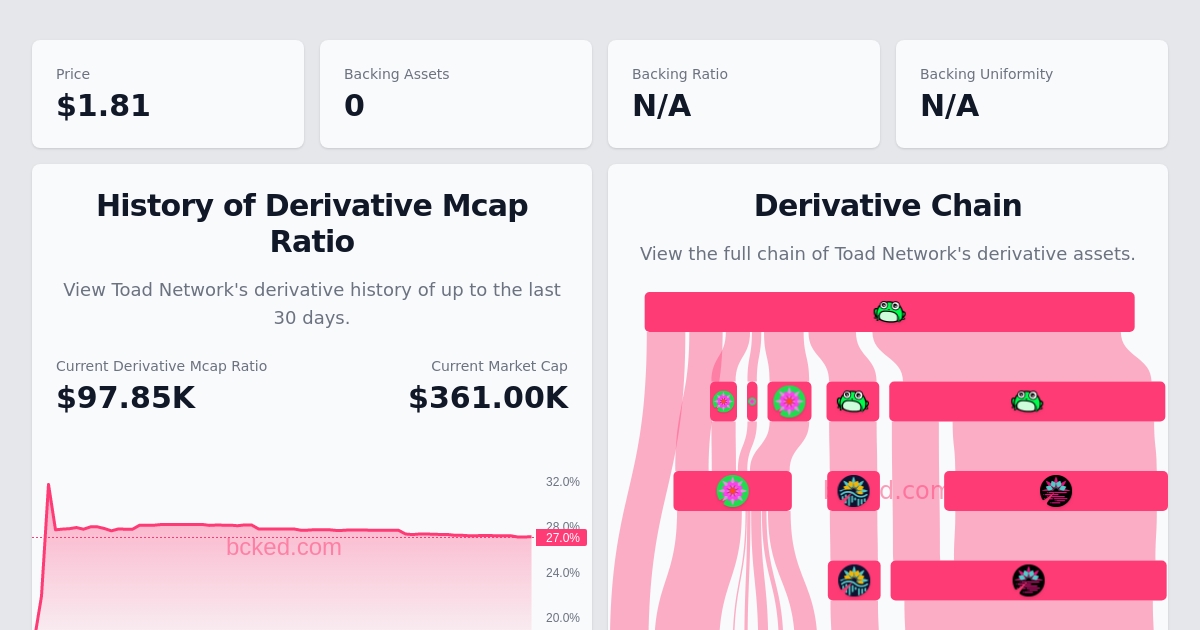 Price
$1.81
Backing Assets
0
Backing Ratio
N/A
Backing Uniformity
N/A
History of Derivative Mcap
Ratio
View Toad Network's derivative history of up to the last
30 days.
Current Derivative Mcap Ratio
$97.85K
Current Market Cap
$361.00K
32.0%
28.0%
27.0%
24.0%
20.0%
bcked.com
Derivative Chain
View the full chain of Toad Network's derivative assets.